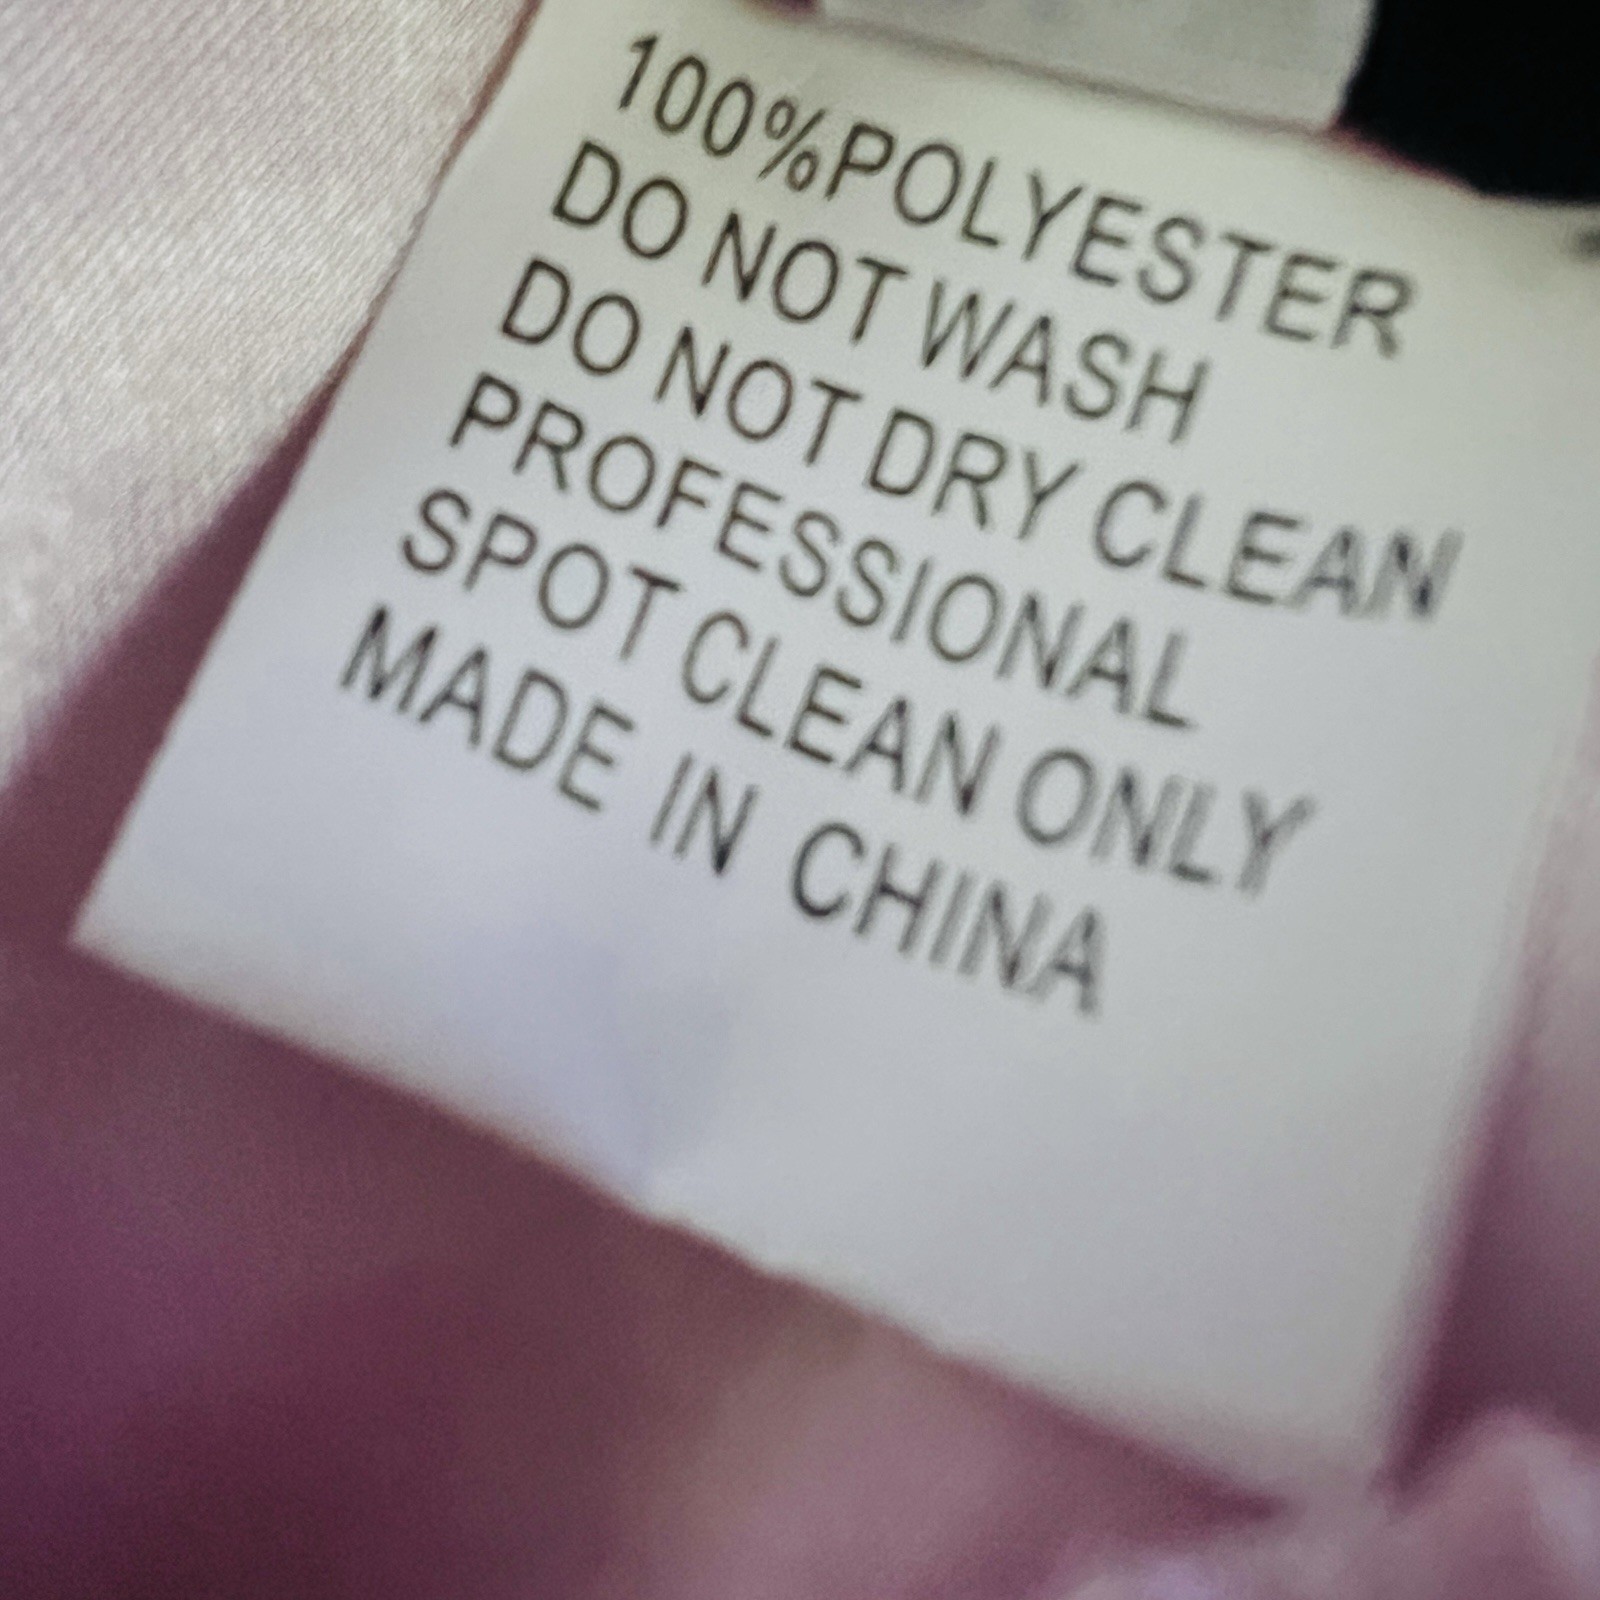 100%POLYESTER
DO NOT WASH
DO NOT DRY CLEAN
PROFESSIONAL
SPOT CLEAN ONLY
MADE IN CHINA